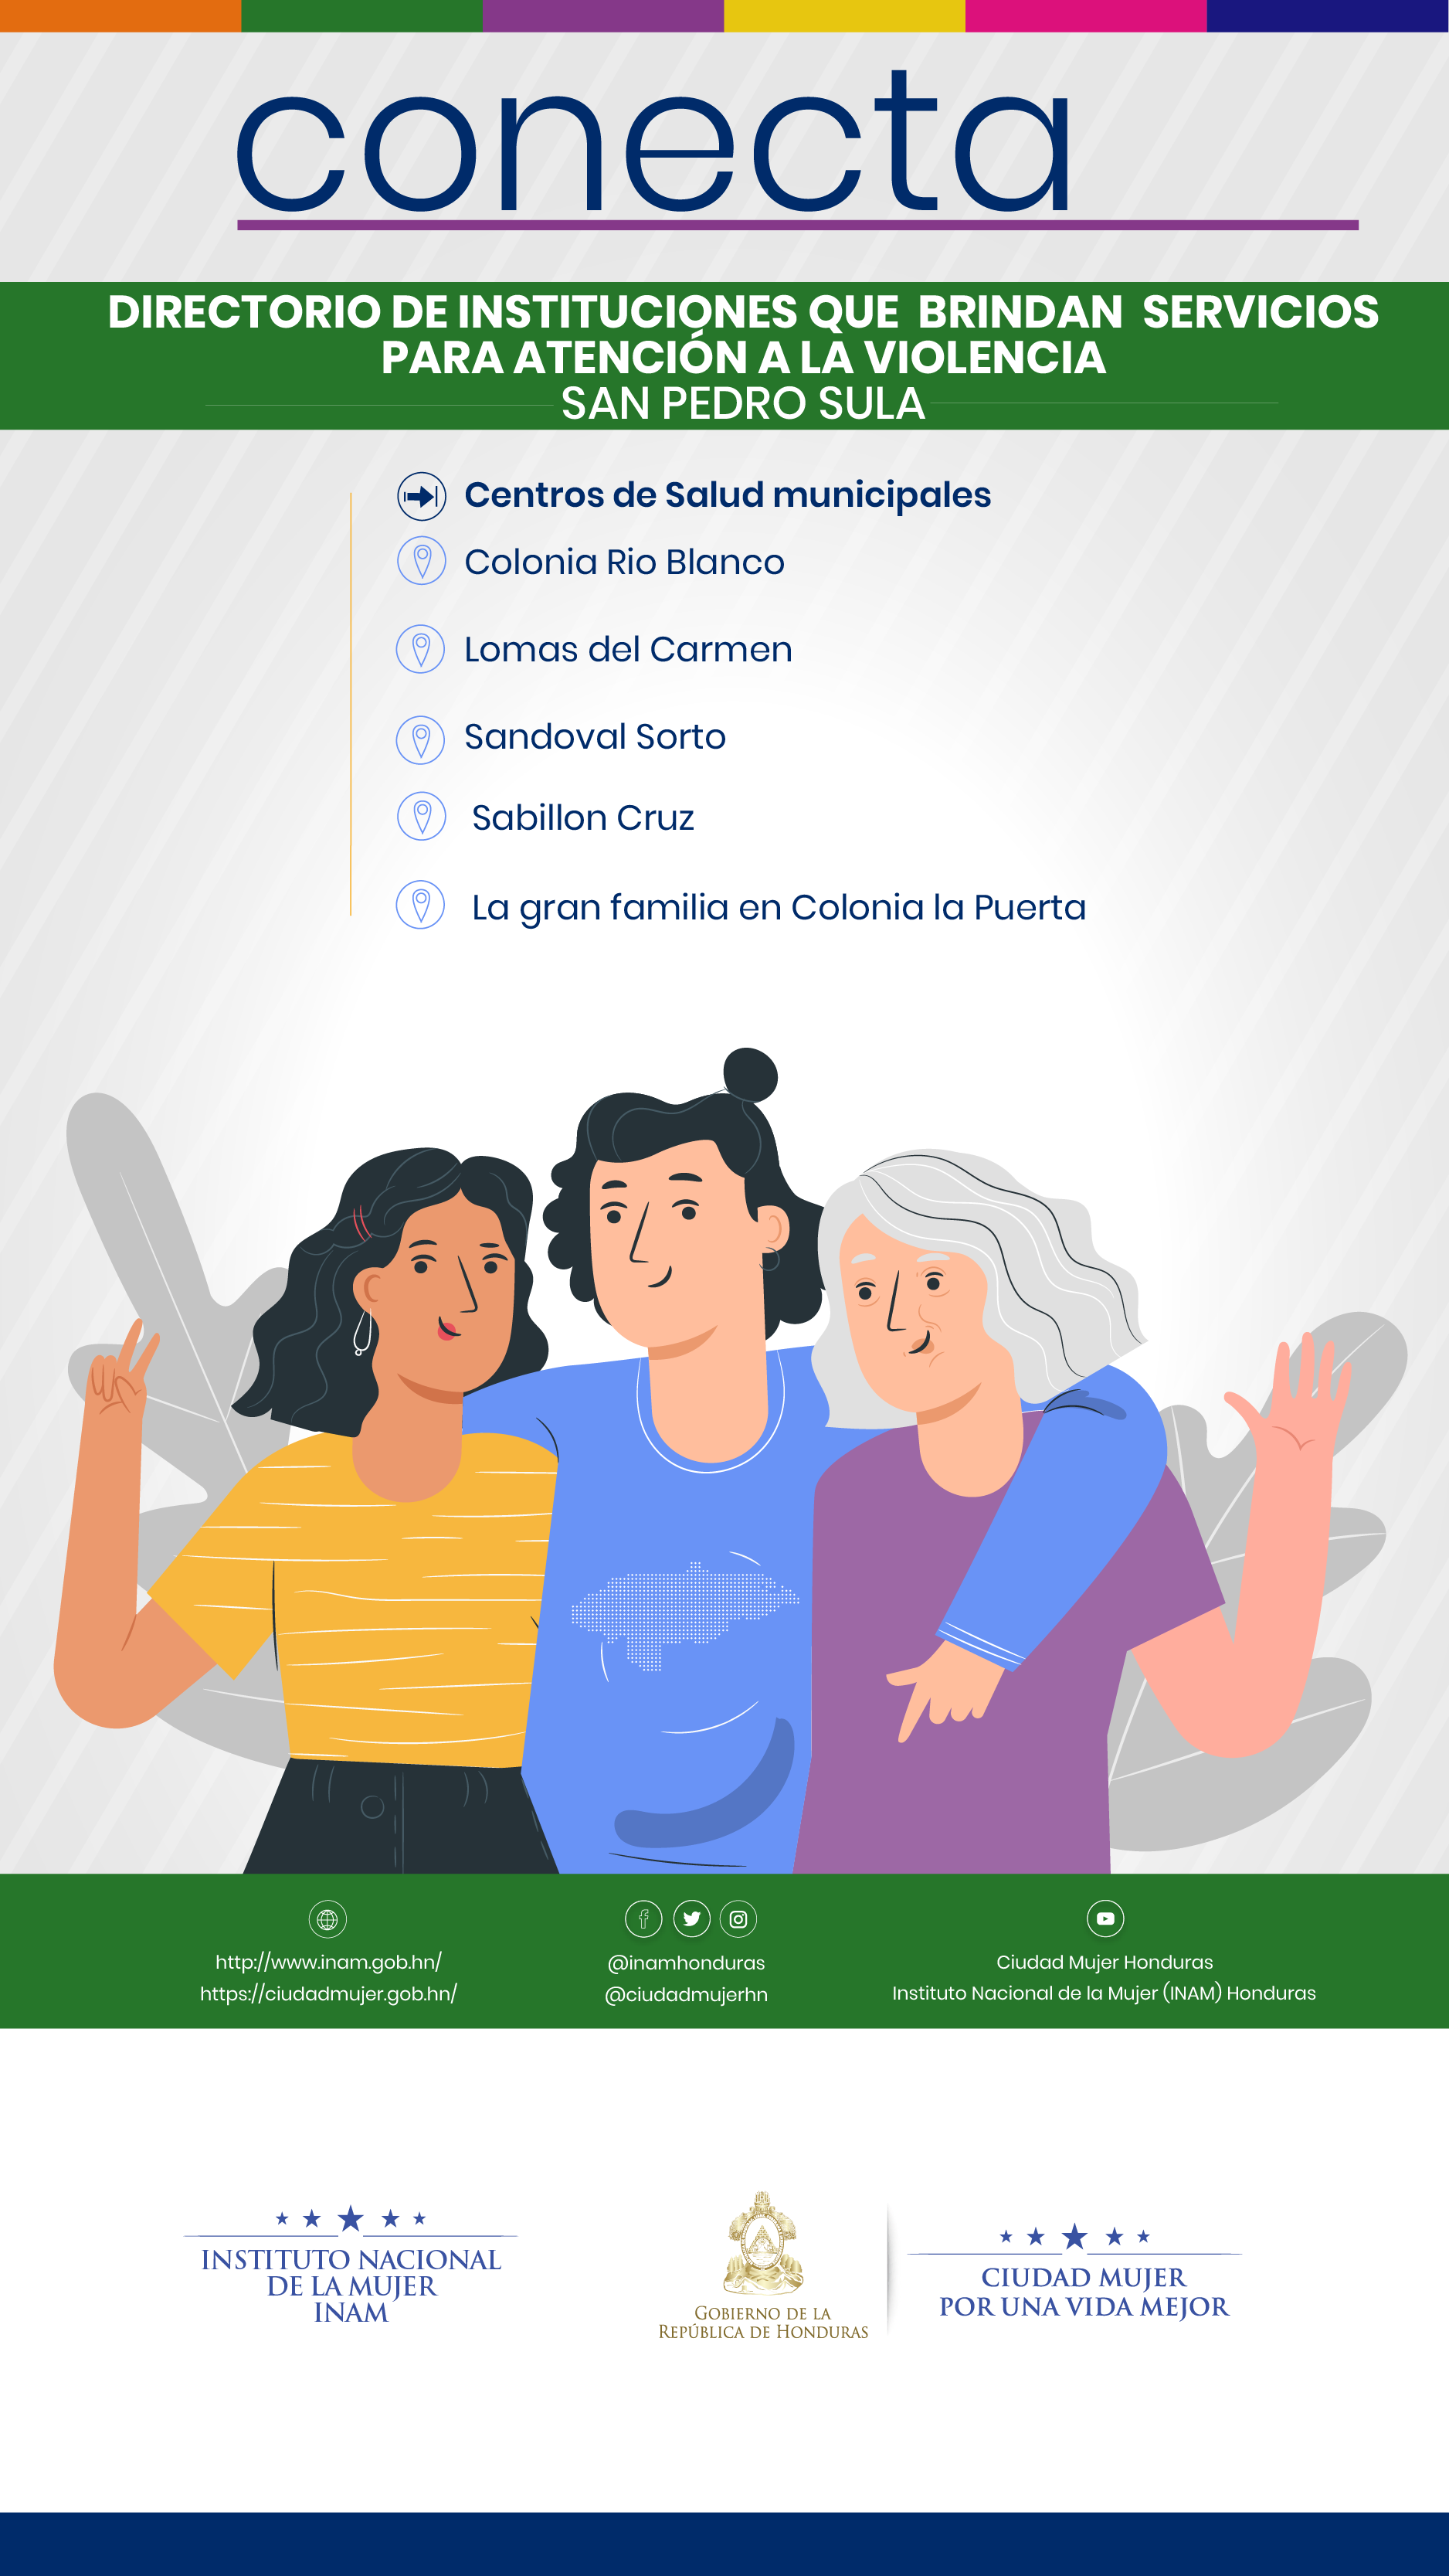 conecta
DIRECTORIO DE INSTITUCIONES QUE BRINDAN SERVICIOS
PARA ATENCIÓN A LA VIOLENCIA
SAN PEDRO SULA
Centros de Salud municipales
Colonia Rio Blanco
Lomas del Carmen
Sandoval Sorto
Sabillon Cruz
La gran familia en Colonia la Puerta
http://www.inam.gob.hn/
https://ciudadmujer.gob.hn/
@inamhonduras
@ciudadmujerhn
Ciudad Mujer Honduras
Instituto Nacional de la Mujer (INAM) Honduras
INSTITUTO NACIONAL
DE LA MUJER
INAM
GOBIERNO DE LA
REPÚBLICA DE HONDURAS
CIUDAD MUJER
POR UNA VIDA MEJOR